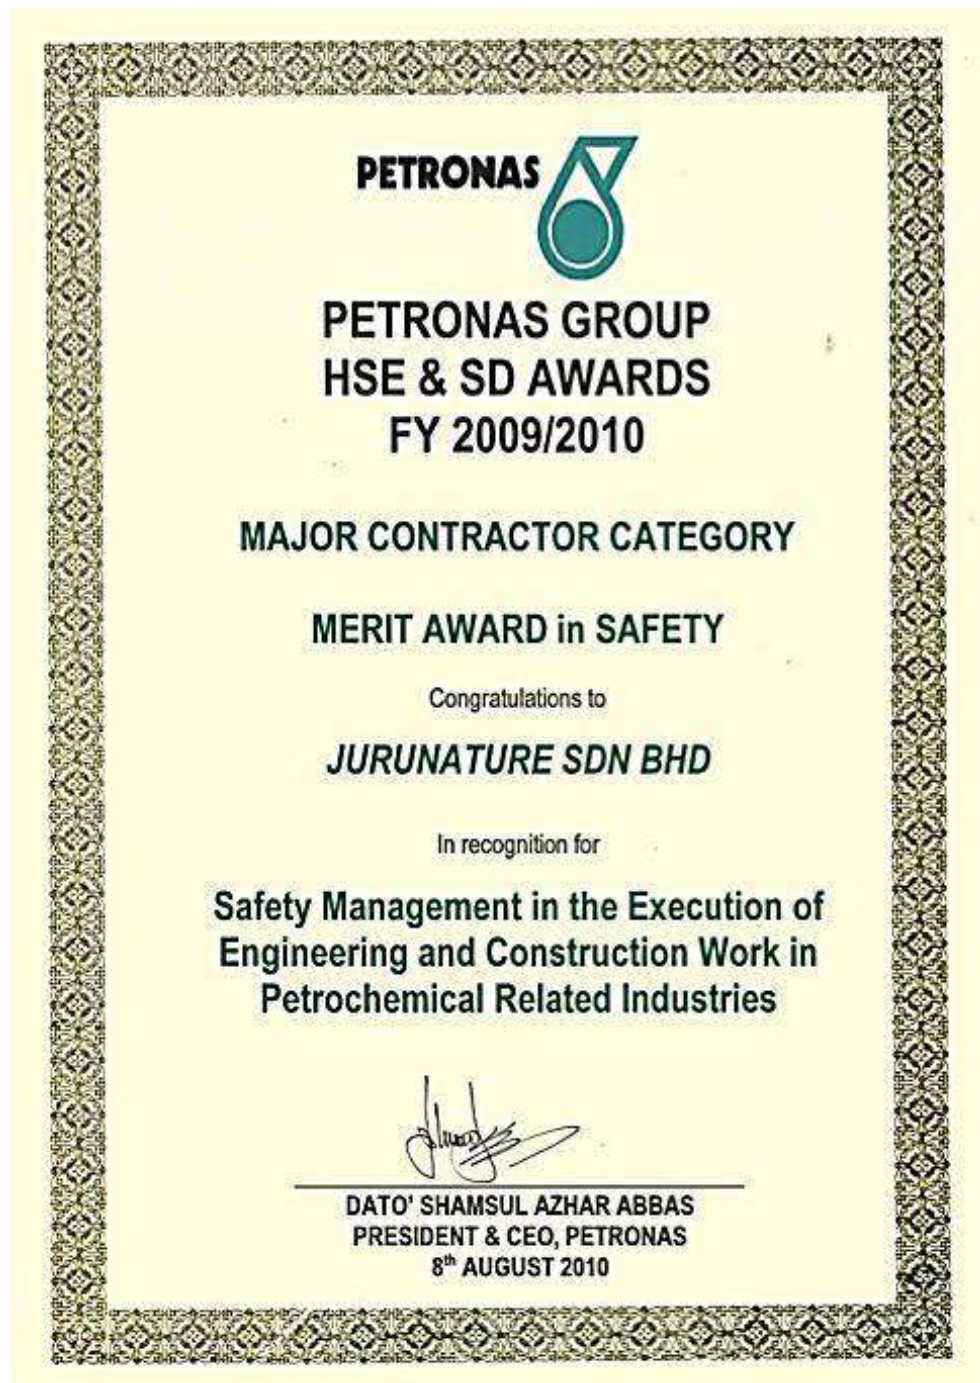 PETRONAS
PETRONAS GROUP
HSE & SD AWARDS
FY 2009/2010
MAJOR CONTRACTOR CATEGORY
MERIT AWARD in SAFETY
Congratulations to
JURUNATURE SDN BHD
In recognition for
Safety Management in the Execution of
Engineering and Construction Work in
Petrochemical Related Industries
DATO' SHAMSUL AZHAR ABBAS
PRESIDENT & CEO, PETRONAS
8th AUGUST 2010